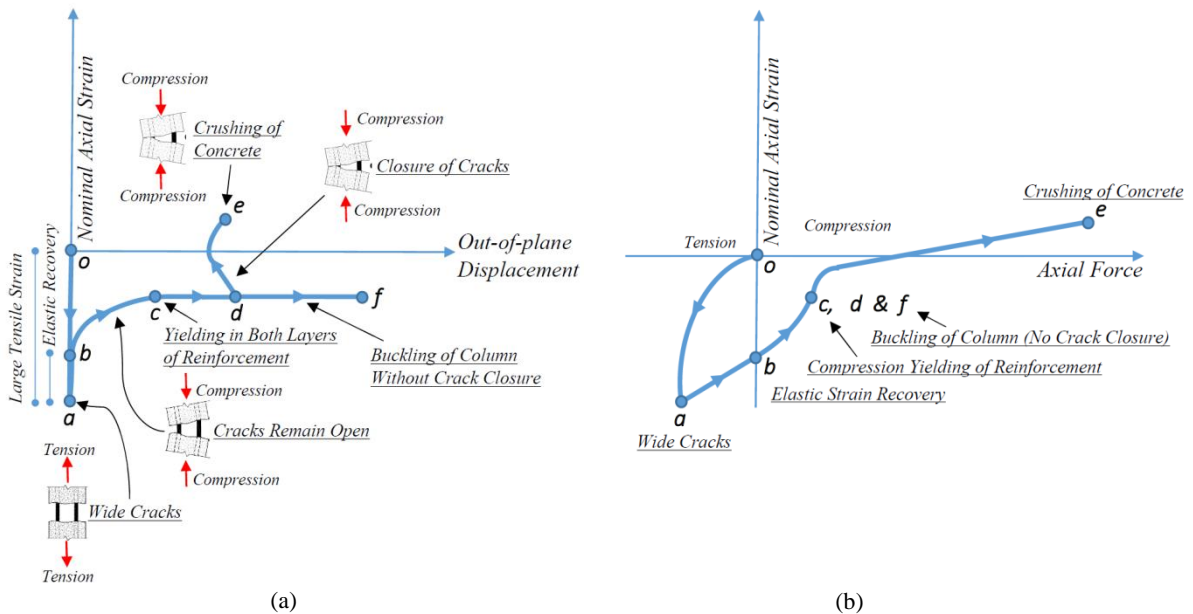 Nominal Axial Strain
Compression
Crushing of
Concrete
Compression
Compression
Closure of Cracks
Compression
e
o
Out-of-plane
Displacement
Large Tensile Strain
Elastic Recovery
c
d
f
Yielding in Both Layers
of Reinforcement
Buckling of Column
Without Crack Closure
b
a
Compression
Cracks Remain Open
Compression
Tension
Wide Cracks
Tension
(a)
Nominal Axial Strain
Crushing of Concrete
e
Tension
Compression
o
Axial Force
c, d & f
Buckling of Column (No Crack Closure)
Compression Yielding of Reinforcement
b
Elastic Strain Recovery
a
Wide Cracks
(b)